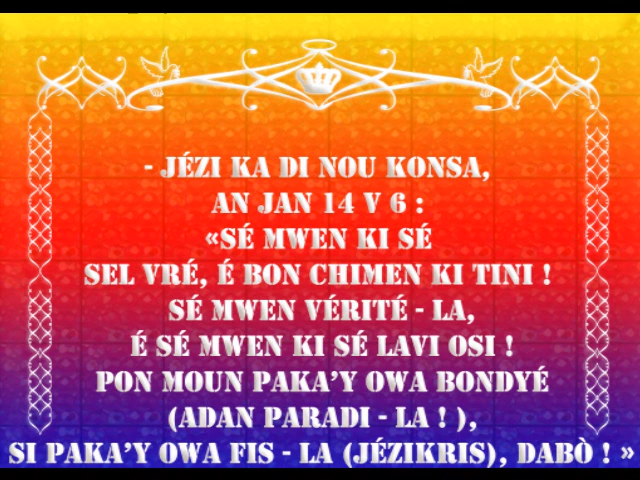 - JÉZI KA DI NOU KONSA,
AN JAN 14 V 6 :
«SÉ MWEN KI SÉ
SEL VRÉ, É BON CHIMEN KI TINI !
SÉ MWEN VÉRITÉ - LA,
É SÉ MWEN KI SÉ LAVI OSI !
PON MOUN PAKA'Y OWA BONDYÉ
(ADAN PARADI - LA ! ),
SI PAKA'Y OWA FIS - LA (JÉZIKRIS), DABÒ ! »